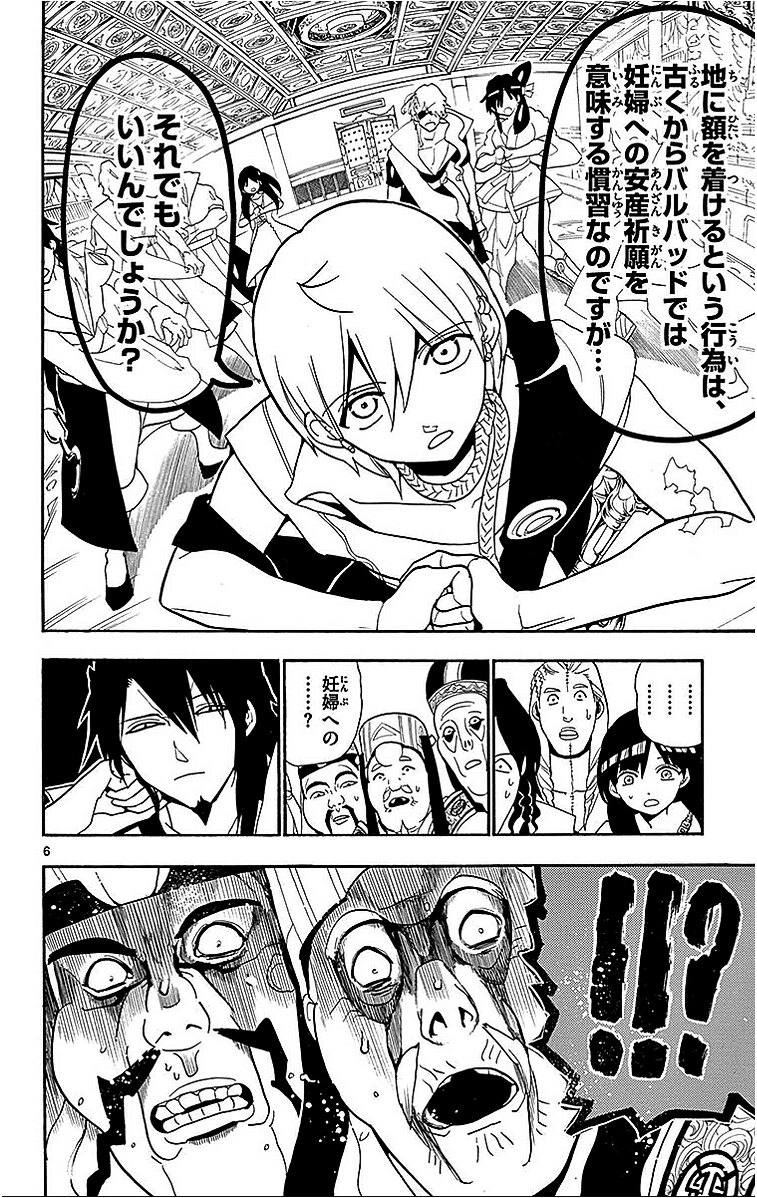 地に額を着けるという行為は、
古くからバルバッドでは
妊婦への安産祈願を
意味する慣習なのですが…
それでも
いいんでしょうか？
………
………
妊婦への
………？
6
!!!?